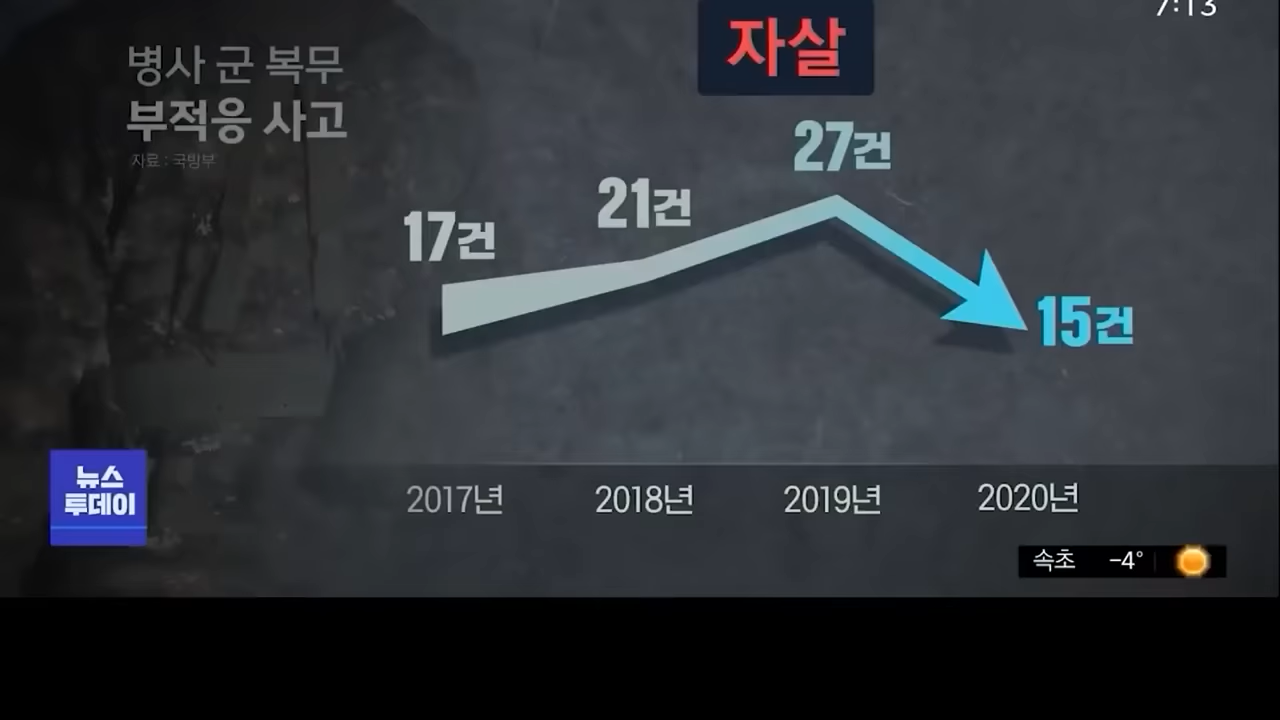 7:13
자살
병사 군 복무
부적응 사고
자료 : 국방부
17건
21건
27건
15건
2017년
2018년
2019년
2020년
뉴스
투데이
속초 -4°